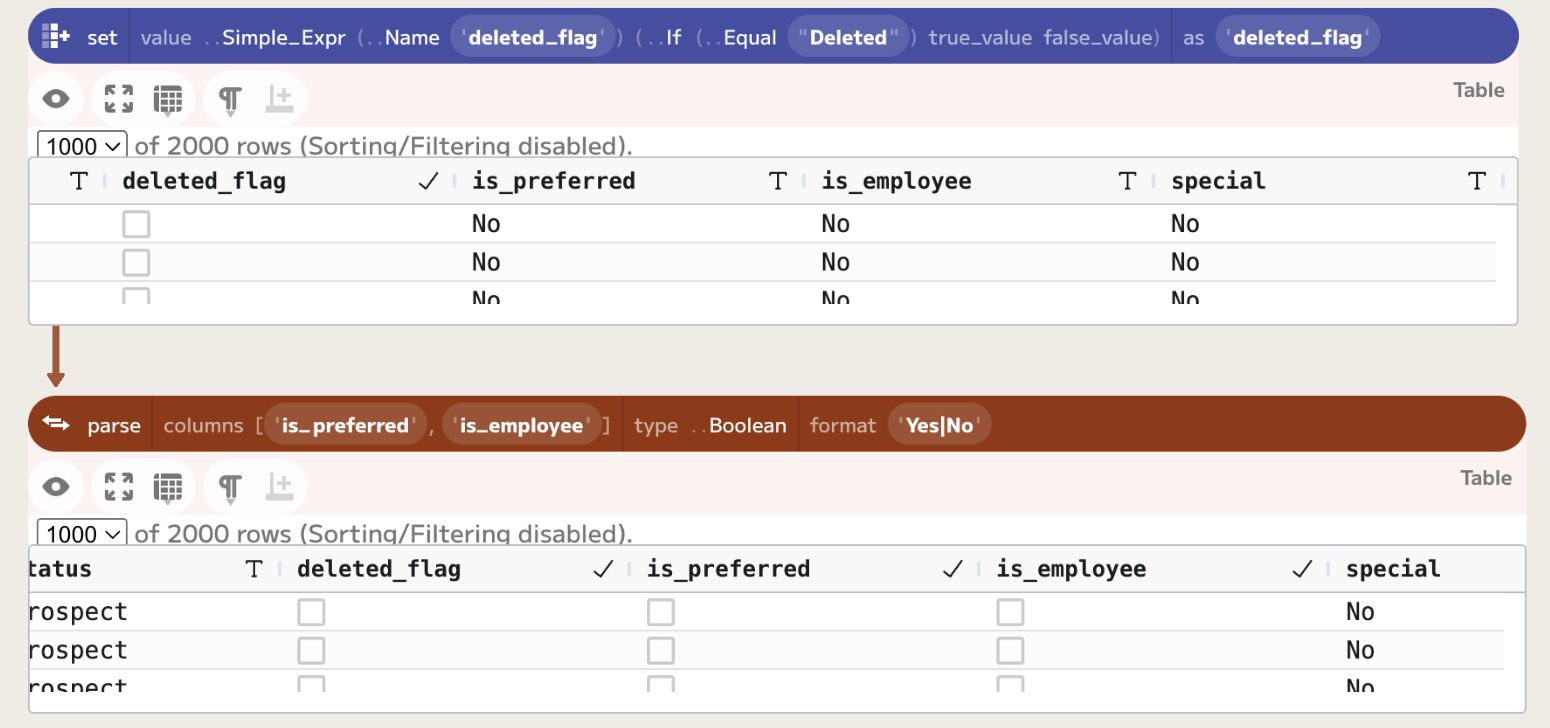 set value ..Simple_Expr (..Name 'deleted_flag') (..If (..Equal "Deleted") true_value false_value) as 'deleted_flag'
Table
1000 of 2000 rows (Sorting/Filtering disabled).
T deleted_flag is_preferred T is_employee T special T
No No No
No No No
No No No
parse columns ['is_preferred', 'is_employee'] type ..Boolean format 'Yes|No'
Table
1000 of 2000 rows (Sorting/Filtering disabled).
tatus T deleted_flag is_preferred is_employee special
rospect No
rospect No
rospect No